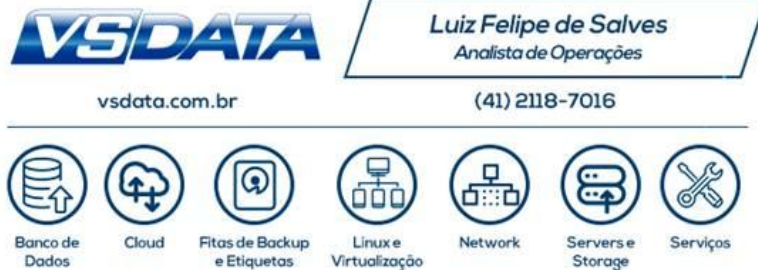 VSDATA
Luiz Felipe de Salves
Analista de Operações
vsdata.com.br
(41) 2118-7016
Banco de
Dados
Cloud
Fitas de Backup
e Etiquetas
Linux e
Virtualização
Network
Servers e
Storage
Serviços